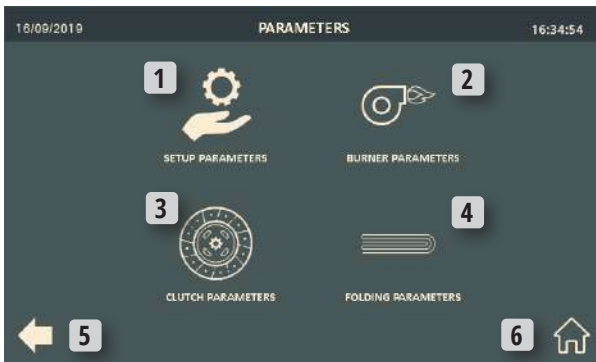 16/09/2019 PARAMETERS 16:34:54
1 2
SETUP PARAMETERS BURNER PARAMETERS
3 4
CLUTCH PARAMETERS FOLDING PARAMETERS
5 6